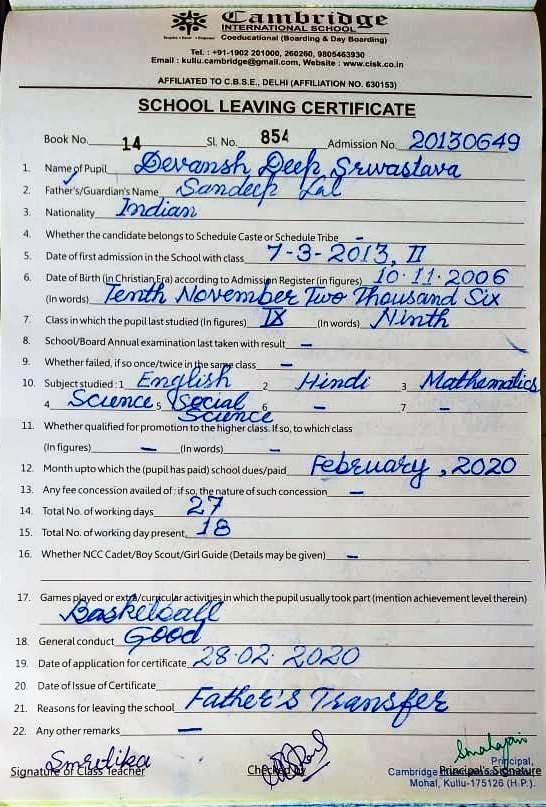 Cambridge
INTERNATIONAL SCHOOL
Coeducational (Boarding & Day Boarding)
Tel. : +91-1902 201000, 260260, 9805463930
Email : kullu.cambridge@gmail.com, Website : www.cisk.co.in
AFFILIATED TO C.B.S.E., DELHI (AFFILIATION NO. 630153)
SCHOOL LEAVING CERTIFICATE
Book No. 14 Sl. No. 854 Admission No. 20130649
1. Name of Pupil Devansh Deep Srivastava
2. Father's/Guardian's Name Sandeep Lal
3. Nationality Indian
4. Whether the candidate belongs to Schedule Caste or Schedule Tribe -
5. Date of first admission in the School with class 7-3-2013, II
6. Date of Birth (in Christian Era) according to Admission Register (in figures) 10.11.2006
(In words) Tenth November Two Thousand Six
7. Class in which the pupil last studied (In figures) IX (In words) Ninth
8. School/Board Annual examination last taken with result -
9. Whether failed, if so once/twice in the same class -
10. Subject studied : 1 English 2 Hindi 3 Mathematics
4 Science 5 Social Science 6 - 7 -
11. Whether qualified for promotion to the higher class. If so, to which class
(In figures) - (In words) -
12. Month upto which the (pupil has paid) school dues/paid February, 2020
13. Any fee concession availed of : if so, the nature of such concession -
14. Total No. of working days 27
15. Total No. of working day present, 18
16. Whether NCC Cadet/Boy Scout/Girl Guide (Details may be given) -
17. Games played or extra/curricular activities in which the pupil usually took part (mention achievement level therein)
Basketball
18. General conduct Good
19. Date of application for certificate 28.02.2020
20. Date of Issue of Certificate
21. Reasons for leaving the school Father's Transfer
22. Any other remarks -
Smritika
Signature of Class Teacher Checked by Principal's Signature
Principal,
Cambridge International School
Mohal, Kullu-175126 (H.P.)